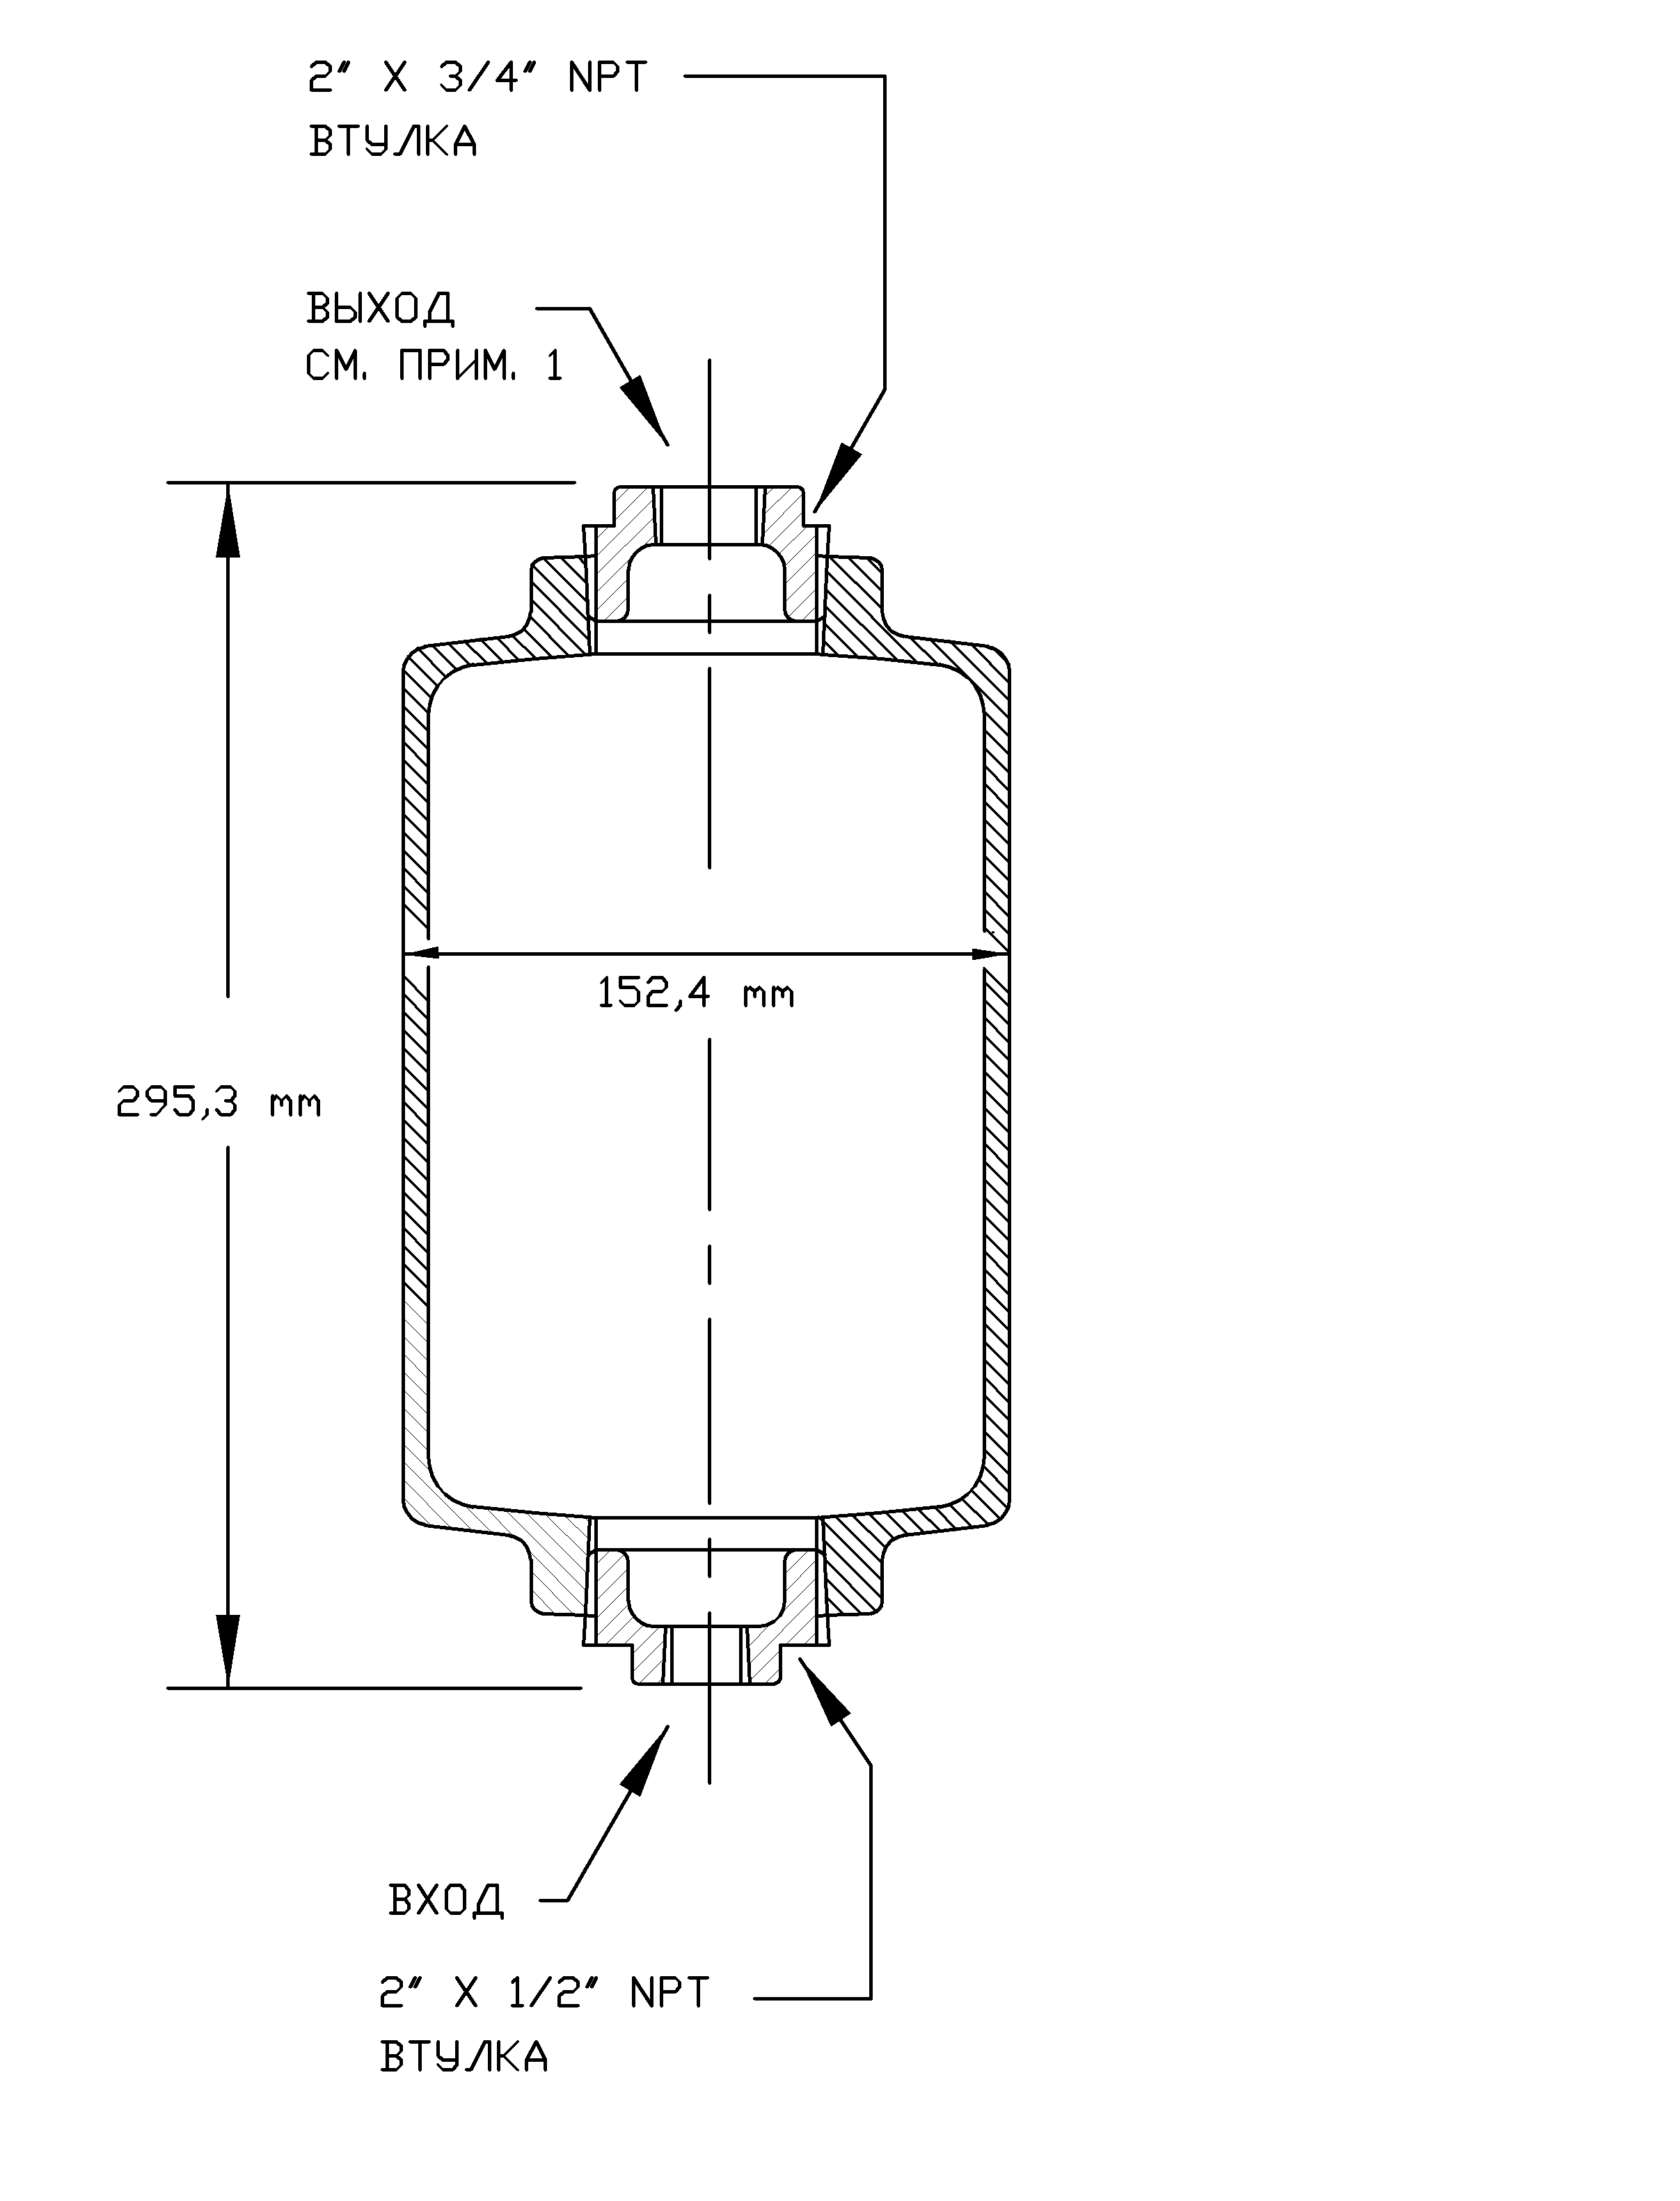 2" X 3/4" NPT
ВТУЛКА
ВЫХОД
СМ. ПРИМ. 1
152,4 mm
295,3 mm
ВХОД
2" X 1/2" NPT
ВТУЛКА